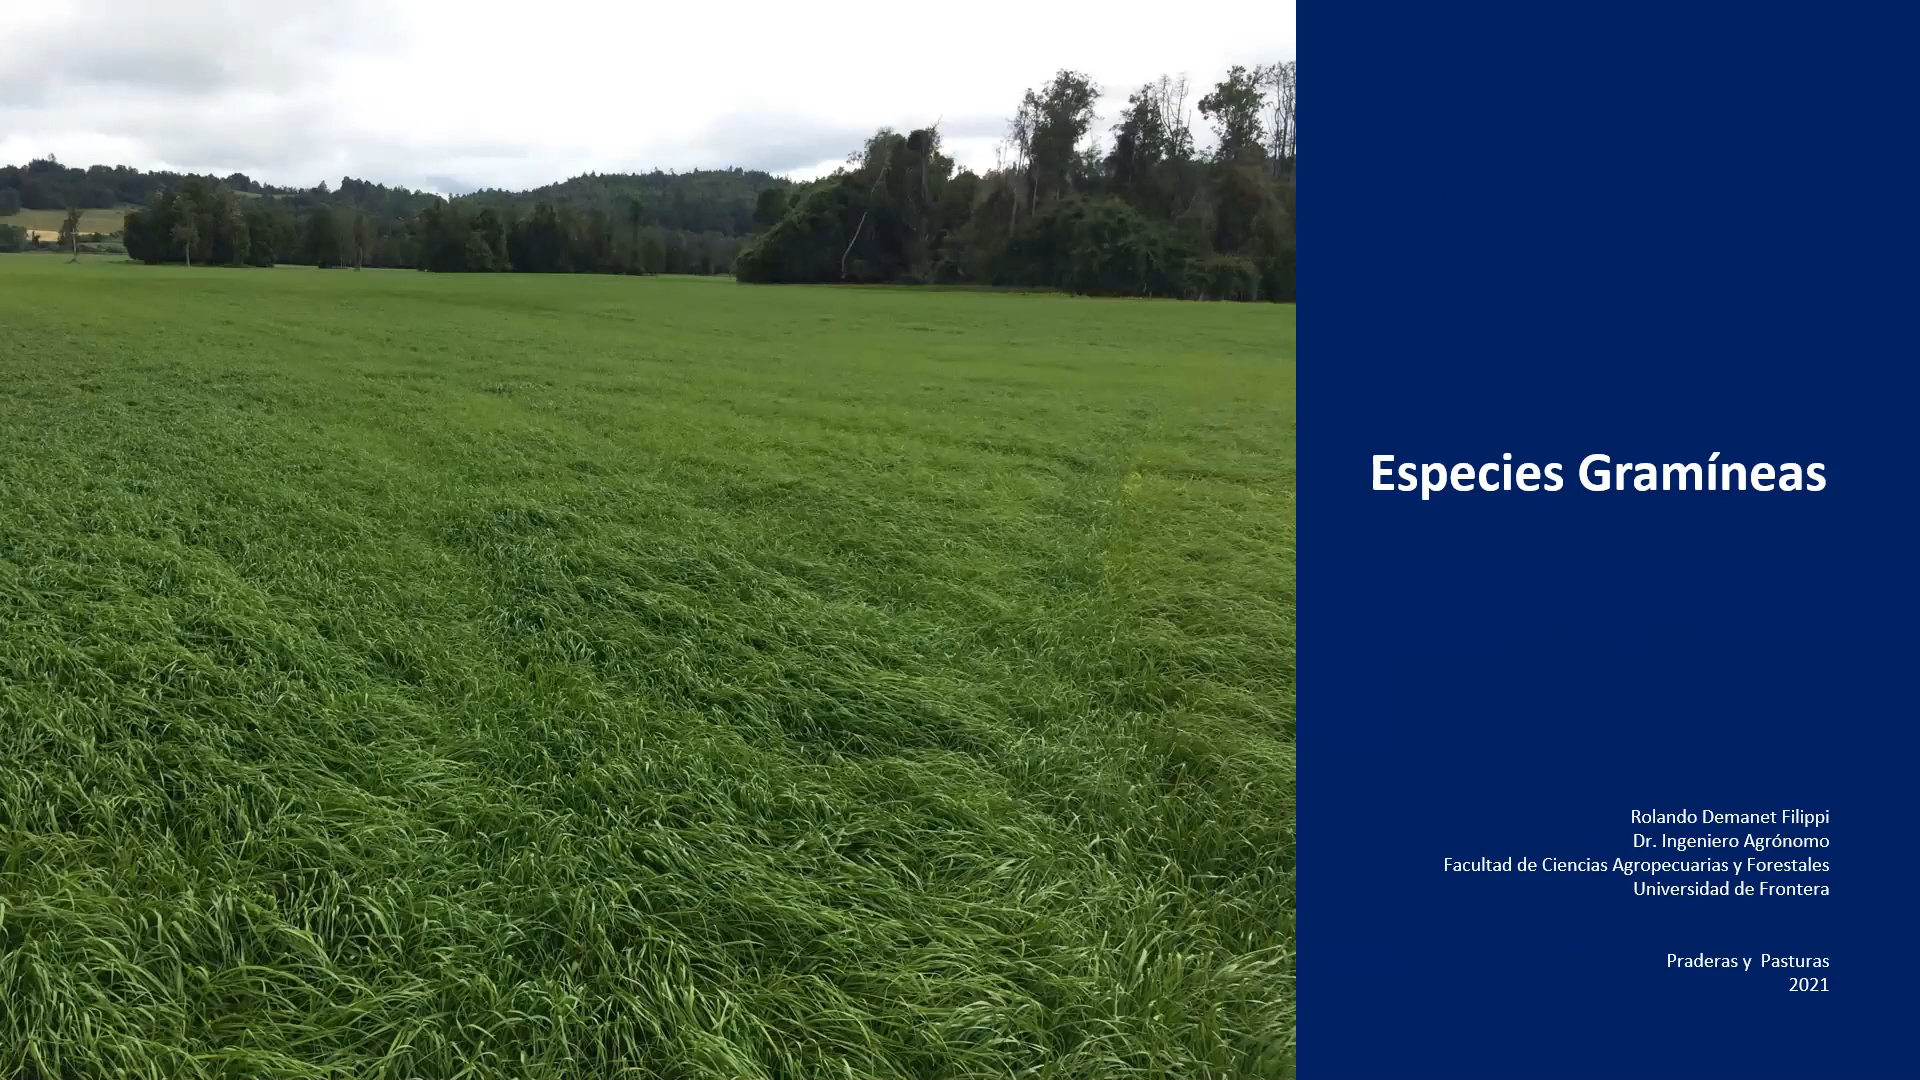 Especies Gramíneas
Rolando Demanet Filippi
Dr. Ingeniero Agrónomo
Facultad de Ciencias Agropecuarias y Forestales
Universidad de Frontera
Praderas y  Pasturas
2021